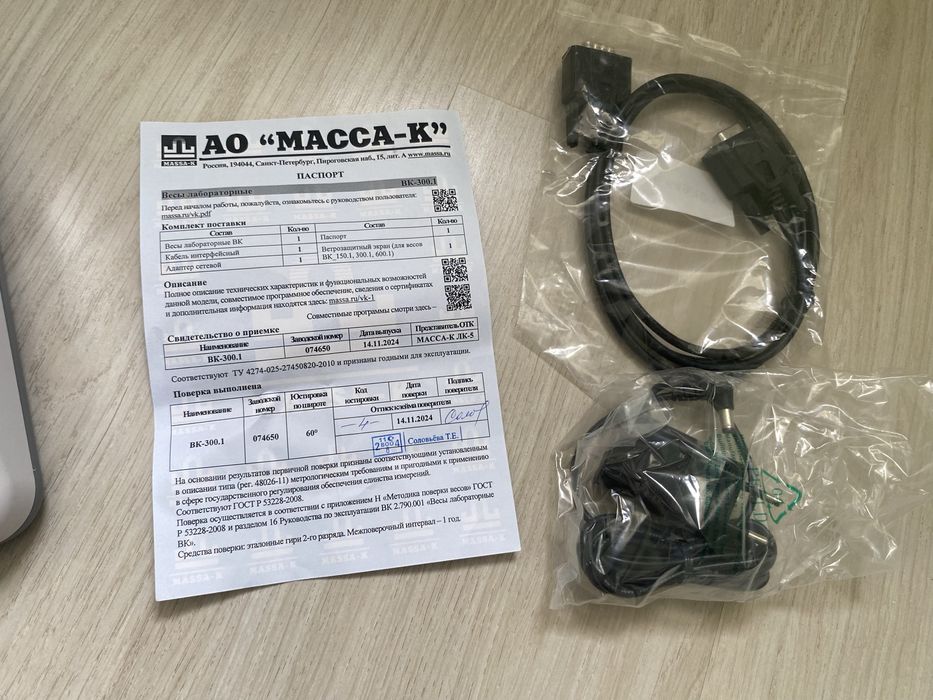 MASSA-K
АО “МАССА-К”
Россия, 194044, Санкт-Петербург, Пироговская наб., 15, лит. А www.massa.ru
ПАСПОРТ
Весы лабораторные ВК-300.1
Перед началом работы, пожалуйста, ознакомьтесь с руководством пользователя:
massa.ru/vk.pdf
Комплект поставки
Состав Кол-во Состав Кол-во
Весы лабораторные ВК 1 Паспорт 1
Кабель интерфейсный 1 Ветрозащитный экран (для весов ВК_150.1, 300.1, 600.1) 1
Адаптер сетевой 1
Описание
Полное описание технических характеристик и функциональных возможностей
данной модели, совместимое программное обеспечение, сведения о сертификатах
и дополнительная информация находятся здесь: massa.ru/vk-1
Совместимые программы смотри здесь –
Свидетельство о приемке
Наименование Заводской номер Дата выпуска Представитель ОТК
ВК-300.1 074650 14.11.2024 МАССА-К ЛК-5
Соответствуют ТУ 4274-025-27450820-2010 и признаны годными для эксплуатации.
Поверка выполнена
Наименование Заводской номер Юстировка по широте Код юстировки Дата поверки Подпись поверителя
ВК-300.1 074650 60° -4- 14.11.2024
Оттиск клейма поверителя
Соловьёва Т.Е.
На основании результатов первичной поверки признаны соответствующими установленным
в описании типа (рег. 48026-11) метрологическим требованиям и пригодными к применению
в сфере государственного регулирования обеспечения единства измерений.
Соответствуют ГОСТ Р 53228-2008.
Поверка осуществляется в соответствии с приложением Н «Методика поверки весов» ГОСТ
Р 53228-2008 и разделом 16 Руководства по эксплуатации ВК 2.790.001 «Весы лабораторные
ВК».
Средства поверки: эталонные гири 2-го разряда. Межповерочный интервал – 1 год.